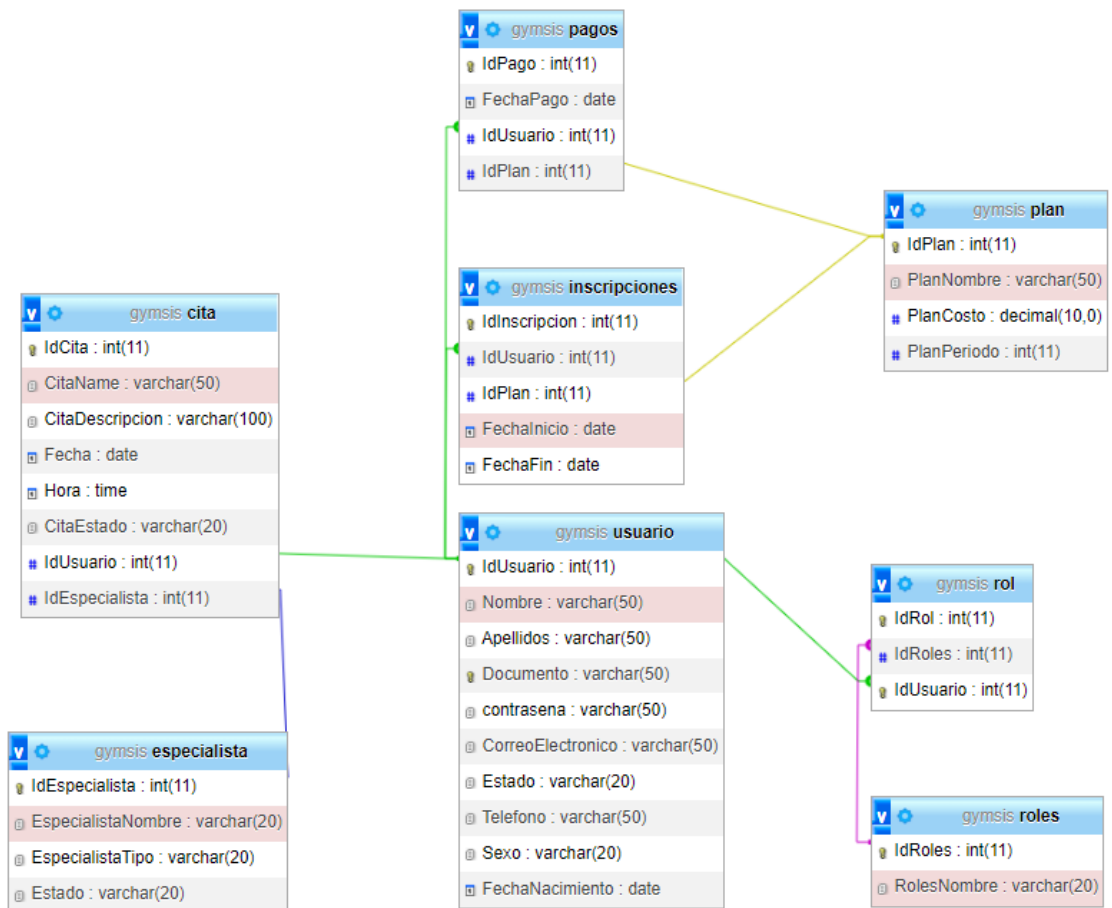 gymsis pagos
IdPago : int(11)
FechaPago : date
IdUsuario : int(11)
IdPlan : int(11)
gymsis plan
IdPlan : int(11)
PlanNombre : varchar(50)
PlanCosto : decimal(10,0)
PlanPeriodo : int(11)
gymsis inscripciones
IdInscripcion : int(11)
IdUsuario : int(11)
IdPlan : int(11)
FechaInicio : date
FechaFin : date
gymsis cita
IdCita : int(11)
CitaName : varchar(50)
CitaDescripcion : varchar(100)
Fecha : date
Hora : time
CitaEstado : varchar(20)
IdUsuario : int(11)
IdEspecialista : int(11)
gymsis usuario
IdUsuario : int(11)
Nombre : varchar(50)
Apellidos : varchar(50)
Documento : varchar(50)
contrasena : varchar(50)
CorreoElectronico : varchar(50)
Estado : varchar(20)
Telefono : varchar(50)
Sexo : varchar(20)
FechaNacimiento : date
gymsis rol
IdRol : int(11)
IdRoles : int(11)
IdUsuario : int(11)
gymsis especialista
IdEspecialista : int(11)
EspecialistaNombre : varchar(20)
EspecialistaTipo : varchar(20)
Estado : varchar(20)
gymsis roles
IdRoles : int(11)
RolesNombre : varchar(20)